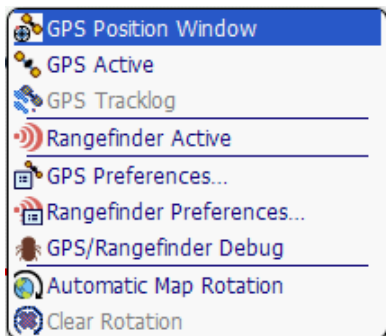 GPS Position Window
GPS Active
GPS Tracklog
Rangefinder Active
GPS Preferences...
Rangefinder Preferences...
GPS/Rangefinder Debug
Automatic Map Rotation
Clear Rotation